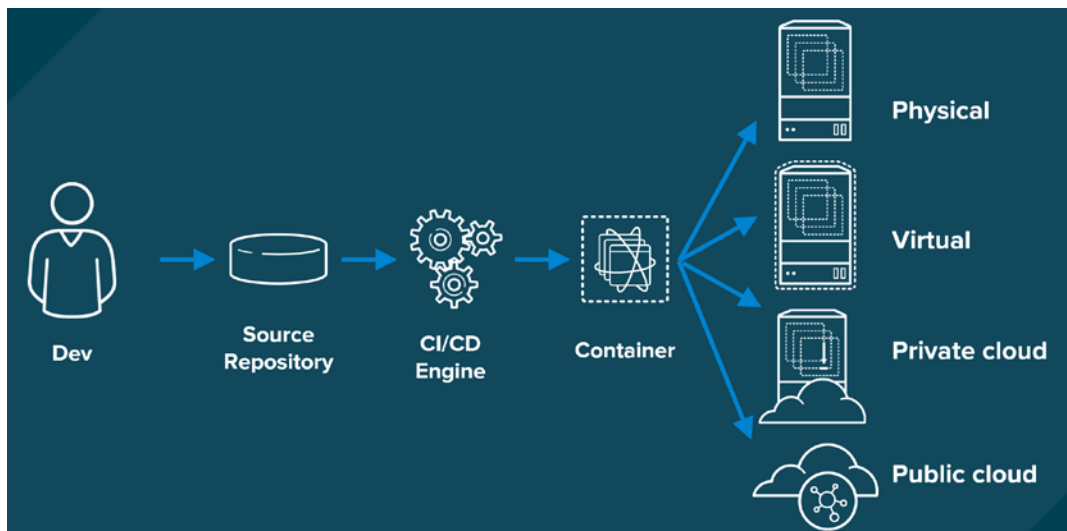 Dev
Source
Repository
CI/CD
Engine
Container
Physical
Virtual
Private cloud
Public cloud